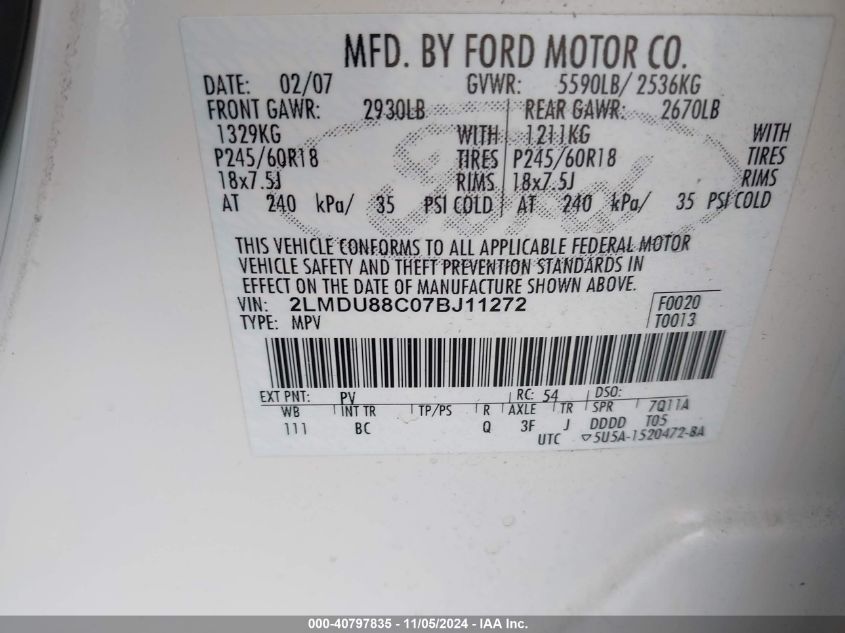 MFD. BY FORD MOTOR CO.
DATE: 02/07 GVWR: 5590LB/ 2536KG
FRONT GAWR: 2930LB REAR GAWR: 2670LB
1329KG WITH 1211KG WITH
P245/60R18 TIRES P245/60R18 TIRES
18x7.5J RIMS 18x7.5J RIMS
AT 240 kPa/ 35 PSI COLD AT 240 kPa/ 35 PSI COLD
THIS VEHICLE CONFORMS TO ALL APPLICABLE FEDERAL MOTOR
VEHICLE SAFETY AND THEFT PREVENTION STANDARDS IN
EFFECT ON THE DATE OF MANUFACTURE SHOWN ABOVE.
VIN: 2LMDU88C07BJ11272 F0020
TYPE: MPV T0013
EXT PNT: PV RC: 54 DSO:
WB INT TR TP/PS R AXLE TR SPR 7Q11A
111 BC Q 3F J DDDD T05
UTC ▽5U5A-1520472-BA
000-40797835 - 11/05/2024 - IAA Inc.